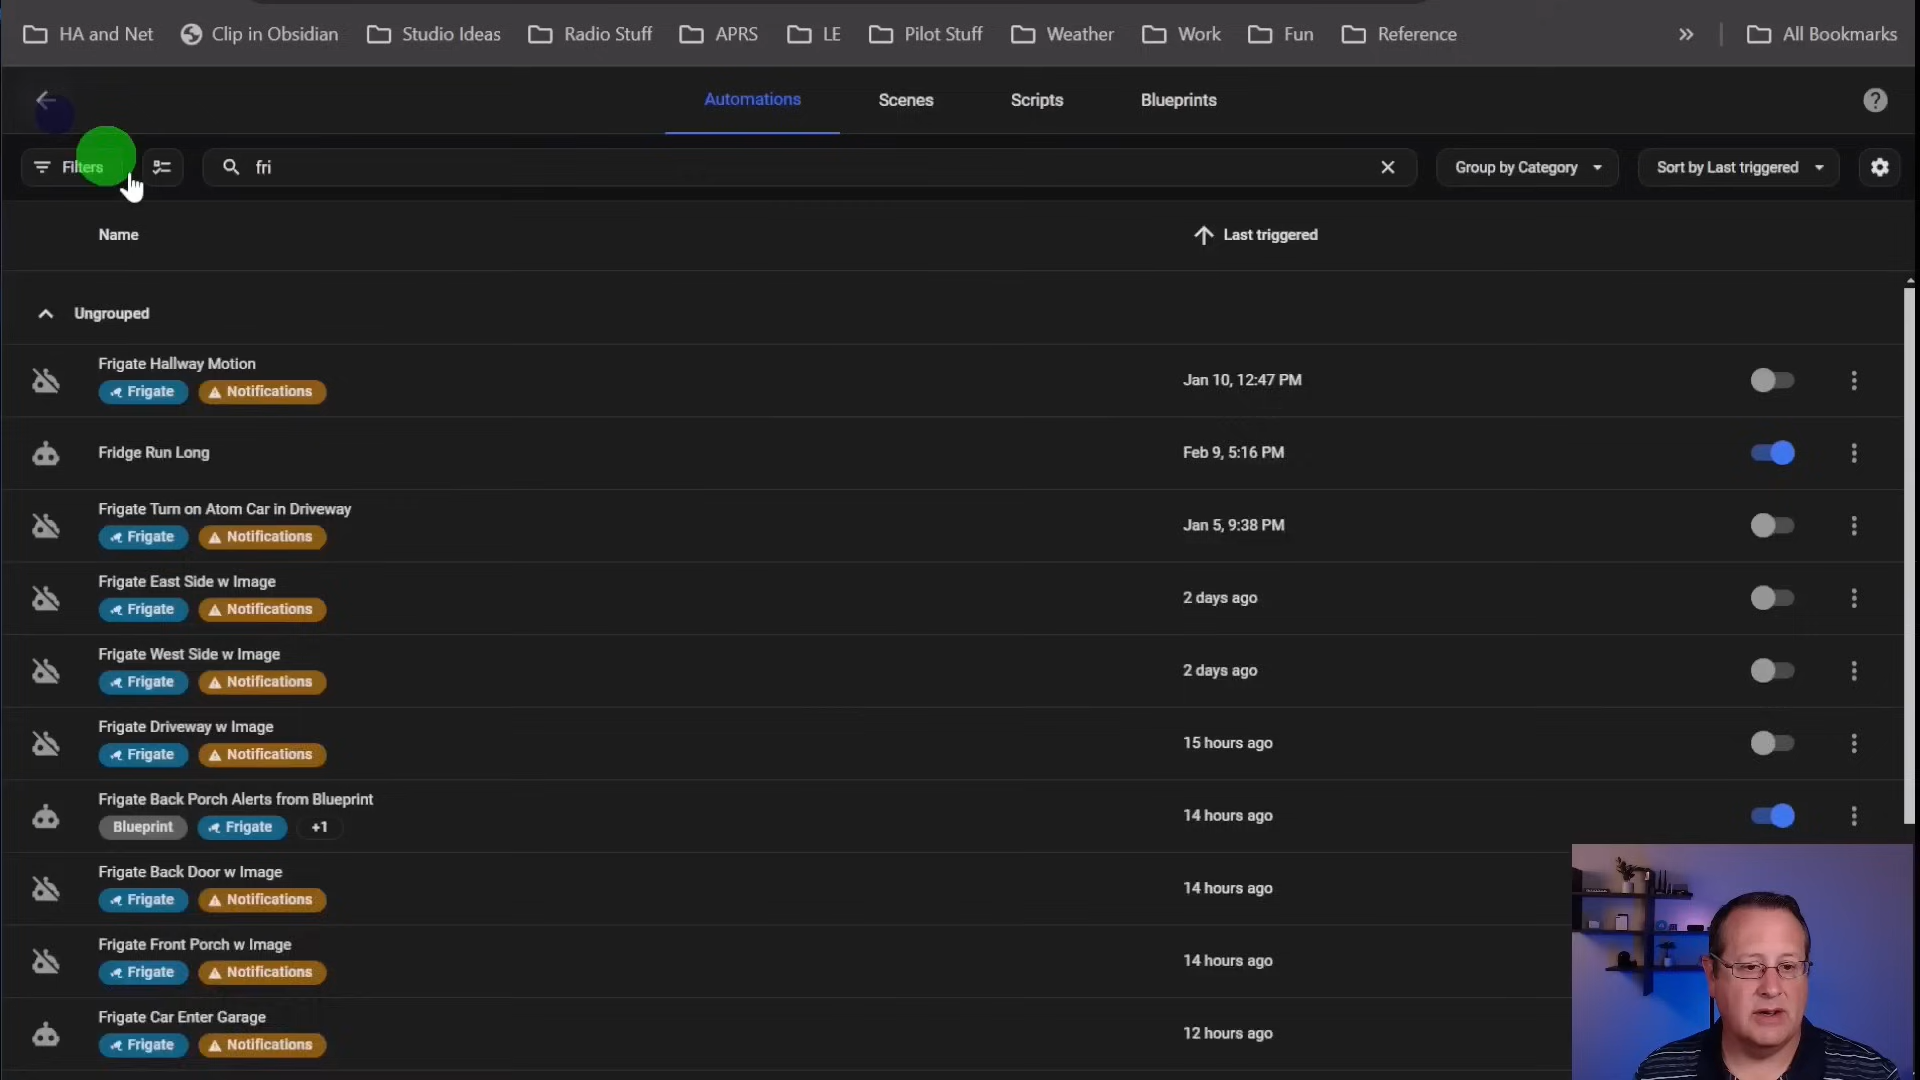 HA and Net Clip in Obsidian Studio Ideas Radio Stuff APRS LE Pilot Stuff Weather Work Fun Reference » All Bookmarks
Automations Scenes Scripts Blueprints
Filters fri Group by Category Sort by Last triggered
Name Last triggered
Ungrouped
Frigate Hallway Motion
Frigate Notifications
Jan 10, 12:47 PM
Fridge Run Long
Feb 9, 5:16 PM
Frigate Turn on Atom Car in Driveway
Frigate Notifications
Jan 5, 9:38 PM
Frigate East Side w Image
Frigate Notifications
2 days ago
Frigate West Side w Image
Frigate Notifications
2 days ago
Frigate Driveway w Image
Frigate Notifications
15 hours ago
Frigate Back Porch Alerts from Blueprint
Blueprint Frigate +1
14 hours ago
Frigate Back Door w Image
Frigate Notifications
14 hours ago
Frigate Front Porch w Image
Frigate Notifications
14 hours ago
Frigate Car Enter Garage
Frigate Notifications
12 hours ago